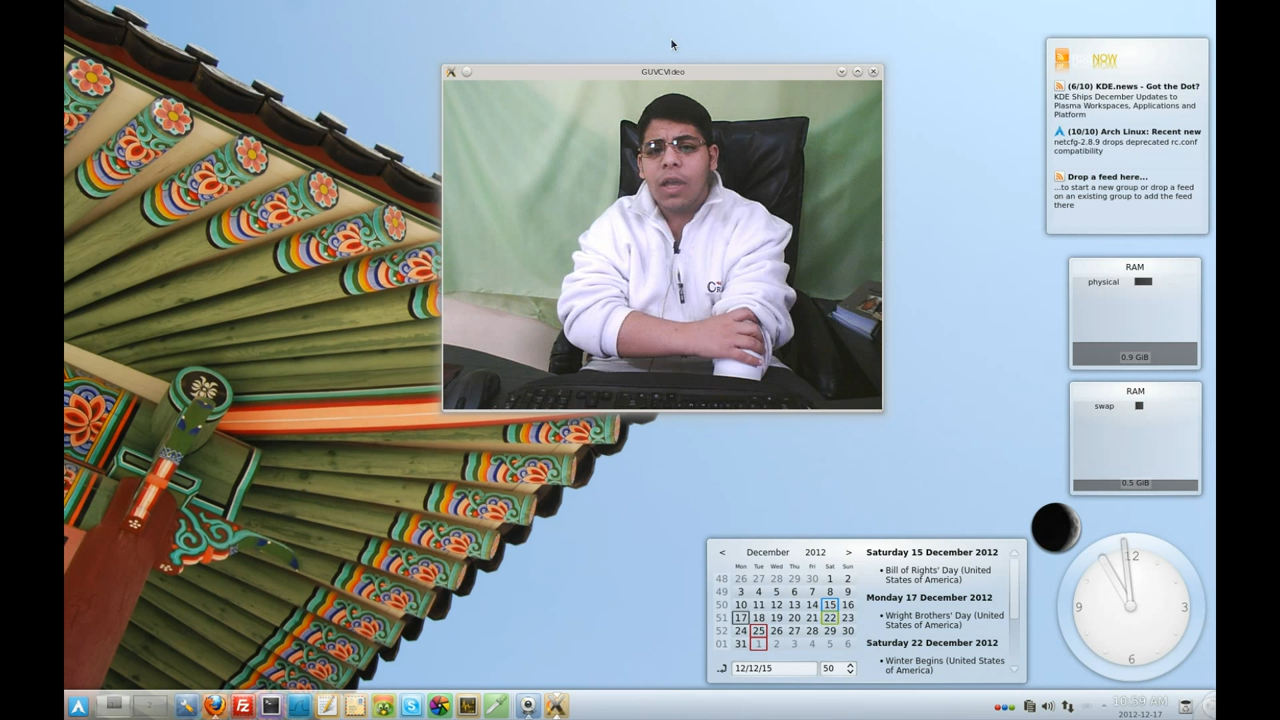 GUVCVideo
NOW
(6/10) KDE.news - Got the Dot?
KDE Ships December Updates to
Plasma Workspaces, Applications and
Platform
(10/10) Arch Linux: Recent new
netcfg-2.8.9 drops deprecated rc.conf
compatibility
Drop a feed here...
...to start a new group or drop a feed
on an existing group to add the feed
there
RAM
physical
0.9 GiB
RAM
swap
0.5 GiB
< December 2012 >
Mon Tue Wed Thu Fri Sat Sun
48 26 27 28 29 30 1 2
49 3 4 5 6 7 8 9
50 10 11 12 13 14 15 16
51 17 18 19 20 21 22 23
52 24 25 26 27 28 29 30
01 31 1 2 3 4 5 6
12/12/15 50
Saturday 15 December 2012
• Bill of Rights' Day (United
States of America)
Monday 17 December 2012
• Wright Brothers' Day (United
States of America)
Saturday 22 December 2012
• Winter Begins (United States
of America)
12
3
6
9
1
2
10:59 AM
2012-12-17